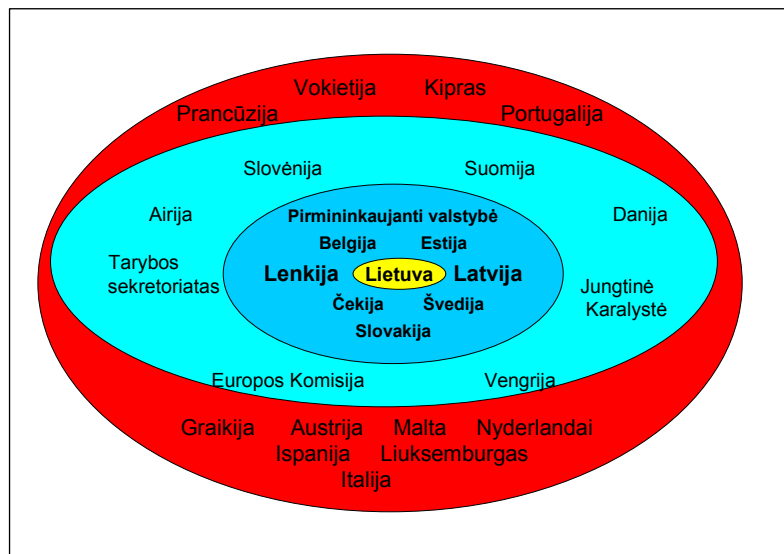 Vokietija Kipras
Prancūzija Portugalija
Slovėnija Suomija
Airija Pirmininkaujanti valstybė Danija
Belgija Estija
Tarybos
sekretoriatas
Lenkija Lietuva Latvija
Jungtinė
Karalystė
Čekija Švedija
Slovakija
Europos Komisija Vengrija
Graikija Austrija Malta Nyderlandai
Ispanija Liuksemburgas
Italija